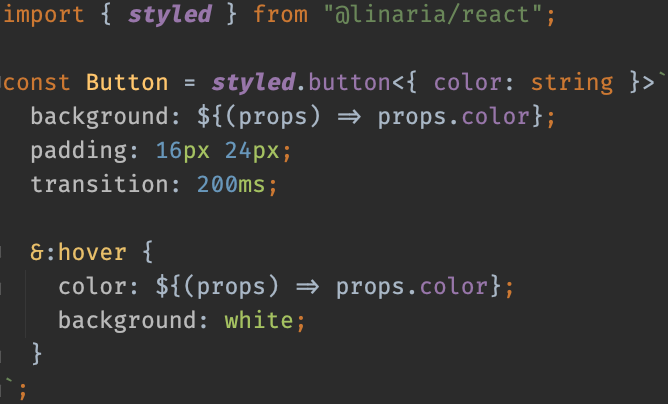 import { styled } from "@linaria/react";
const Button = styled.button<{ color: string }>`
background: ${(props) => props.color};
padding: 16px 24px;
transition: 200ms;
&:hover {
color: ${(props) => props.color};
background: white;
}
`;